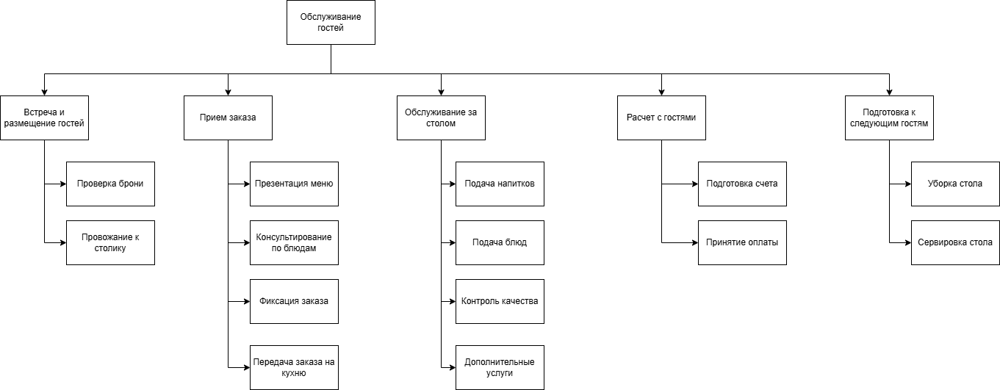 Обслуживание
гостей
Встреча и
размещение гостей
Прием заказа
Обслуживание за
столом
Расчет с гостями
Подготовка к
следующим гостям
Проверка брони
Провожание к
столику
Презентация меню
Консультирование
по блюдам
Фиксация заказа
Передача заказа на
кухню
Подача напитков
Подача блюд
Контроль качества
Дополнительные
услуги
Подготовка счета
Принятие оплаты
Уборка стола
Сервировка стола